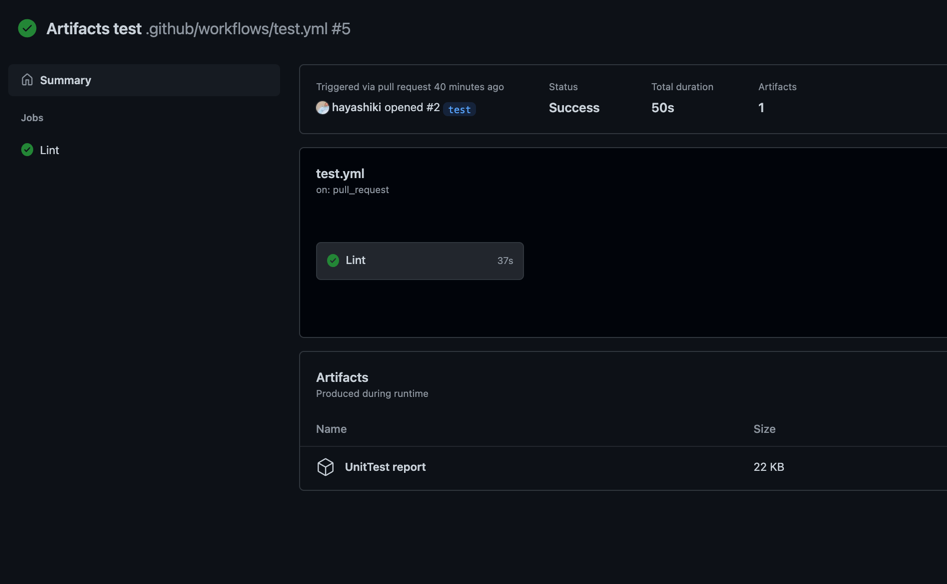 Artifacts test .github/workflows/test.yml #5
Summary
Jobs
Lint
Triggered via pull request 40 minutes ago
hayashiki opened #2 test
Status
Success
Total duration
50s
Artifacts
1
test.yml
on: pull_request
Lint 37s
Artifacts
Produced during runtime
Name Size
UnitTest report 22 KB